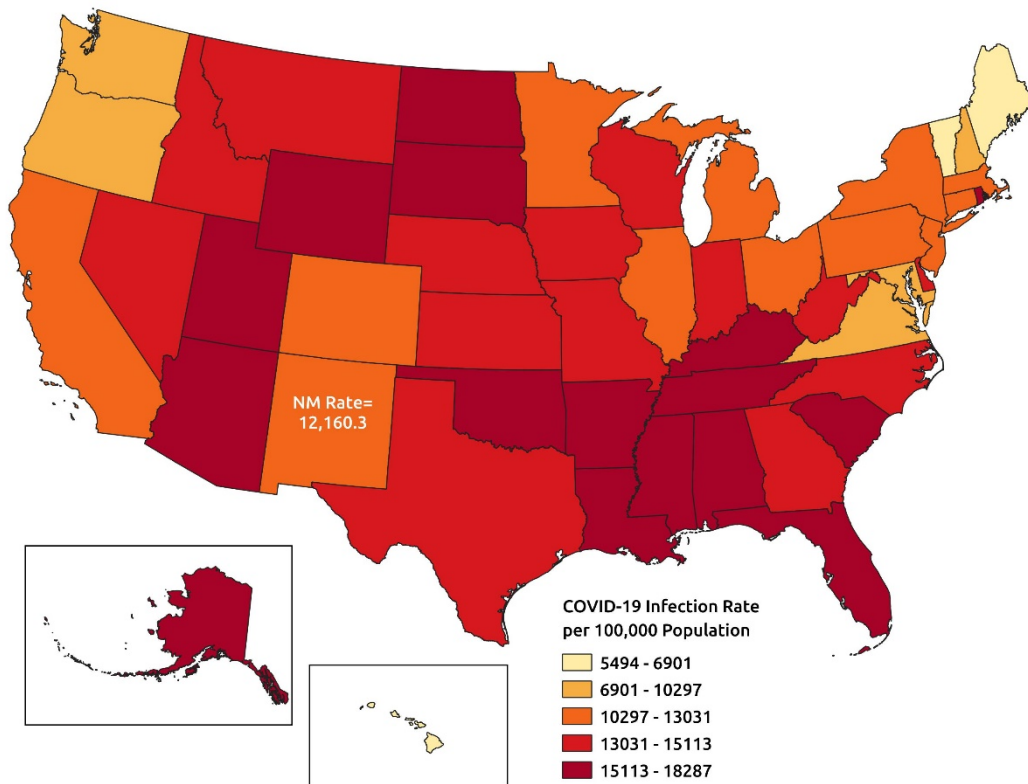 NM Rate=
12,160.3
COVID-19 Infection Rate
per 100,000 Population
5494 - 6901
6901 - 10297
10297 - 13031
13031 - 15113
15113 - 18287